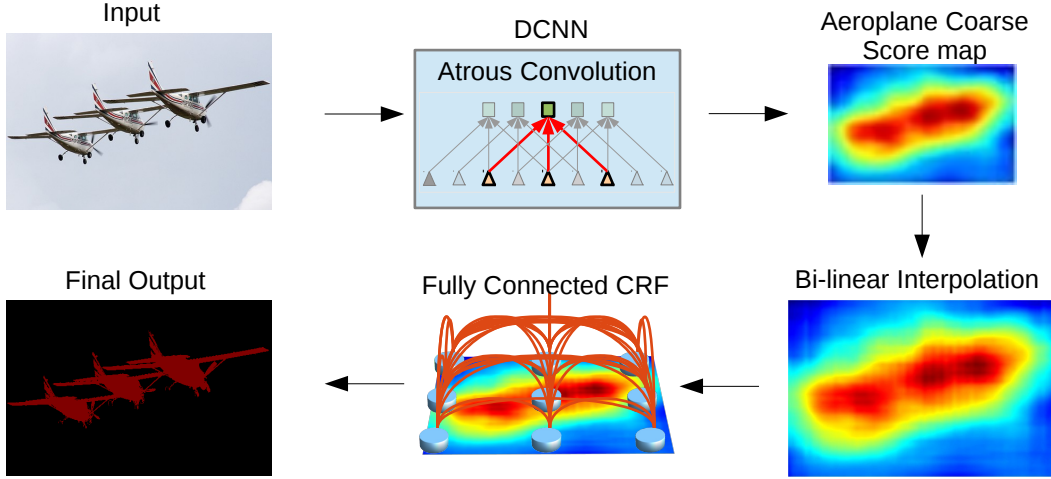 Input
DCNN
Atrous Convolution
Aeroplane Coarse
Score map
Bi-linear Interpolation
Fully Connected CRF
Final Output